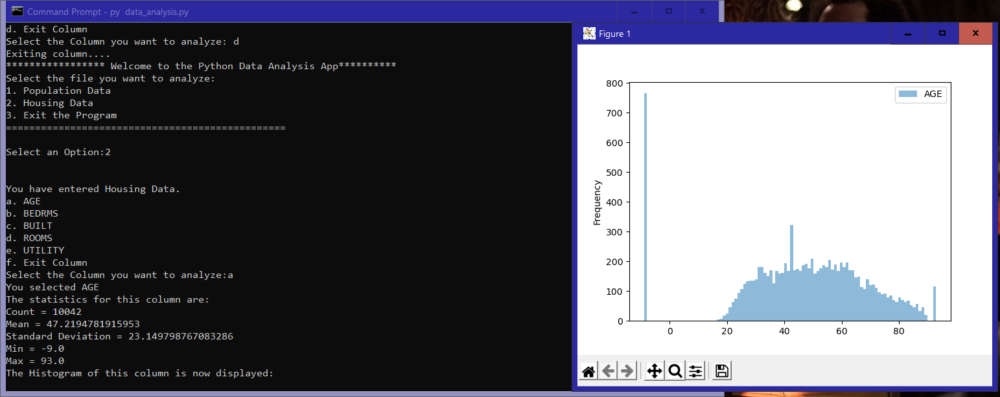 Command Prompt - py  data_analysis.py
d. Exit Column
Select the Column you want to analyze: d
Exiting column....
***************** Welcome to the Python Data Analysis App**********
Select the file you want to analyze:
1. Population Data
2. Housing Data
3. Exit the Program
================================================
Select an Option:2
You have entered Housing Data.
a. AGE
b. BEDRMS
c. BUILT
d. ROOMS
e. UTILITY
f. Exit Column
Select the Column you want to analyze:a
You selected AGE
The statistics for this column are:
Count = 10042
Mean = 47.2194781915953
Standard Deviation = 23.149798767083286
Min = -9.0
Max = 93.0
The Histogram of this column is now displayed:
Figure 1
AGE
Frequency
800
700
600
500
400
300
200
100
0
0 20 40 60 80